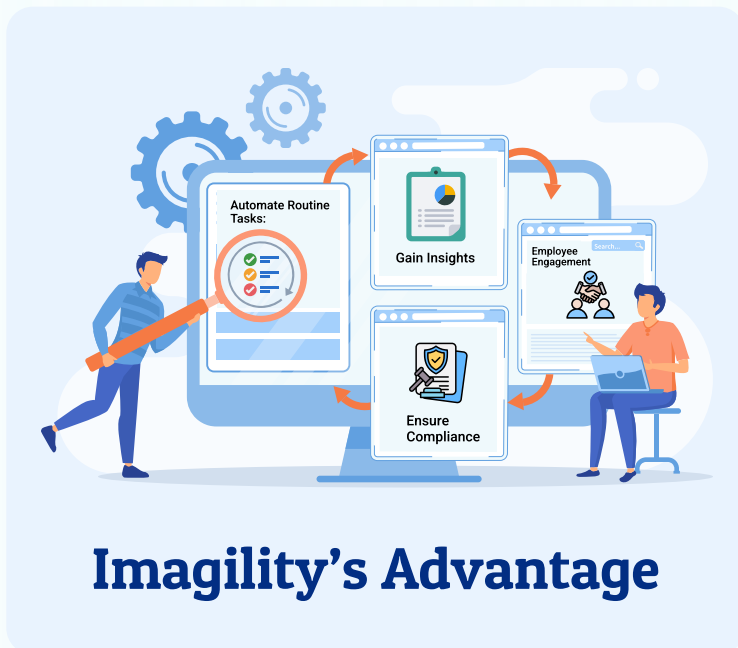 Automate Routine
Tasks:
Gain Insights
Employee
Engagement
Search...
Ensure
Compliance
Imagility's Advantage